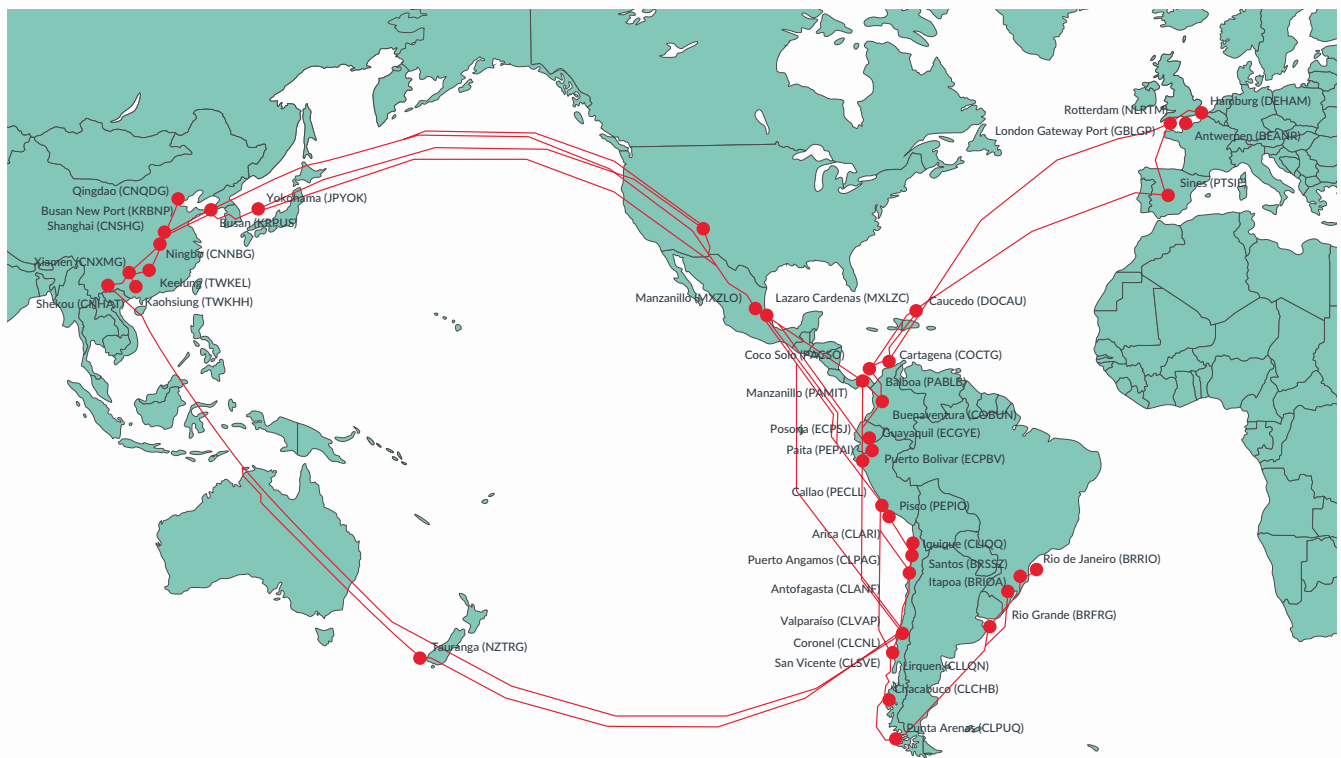 Hamburg (DEHAM)
Rotterdam (NLRTM)
London Gateway Port (GBLGP)
Antwerpen (BEANR)
Sines (PTSIE)
Qingdao (CNQDG)
Yokohama (JPYOK)
Busan New Port (KRBNP)
Busan (KRPUS)
Shanghai (CNSHG)
Ningbo (CNNBG)
Xiamen (CNXMG)
Keelung (TWKEL)
Shekou (CNHAT)
Kaohsiung (TWKHH)
Manzanillo (MXZLO)
Lazaro Cardenas (MXLZC)
Caucedo (DOCAU)
Coco Solo (PACSO)
Cartagena (COCTG)
Balboa (PABLB)
Manzanillo (PAMIT)
Buenaventura (COBUN)
Posorja (ECPSJ)
Guayaquil (ECGYE)
Paita (PEPAI)
Puerto Bolivar (ECPBV)
Callao (PECLL)
Pisco (PEPIO)
Arica (CLARI)
Iquique (CLIQQ)
Puerto Angamos (CLPAG)
Santos (BRSSZ)
Rio de Janeiro (BRRIO)
Itapoa (BRIOA)
Antofagasta (CLANF)
Rio Grande (BRFRG)
Valparaíso (CLVAP)
Coronel (CLCNL)
Tauranga (NZTRG)
San Vicente (CLSVE)
Lirquen (CLLQN)
Chacabuco (CLCHB)
Punta Arenas (CLPUQ)